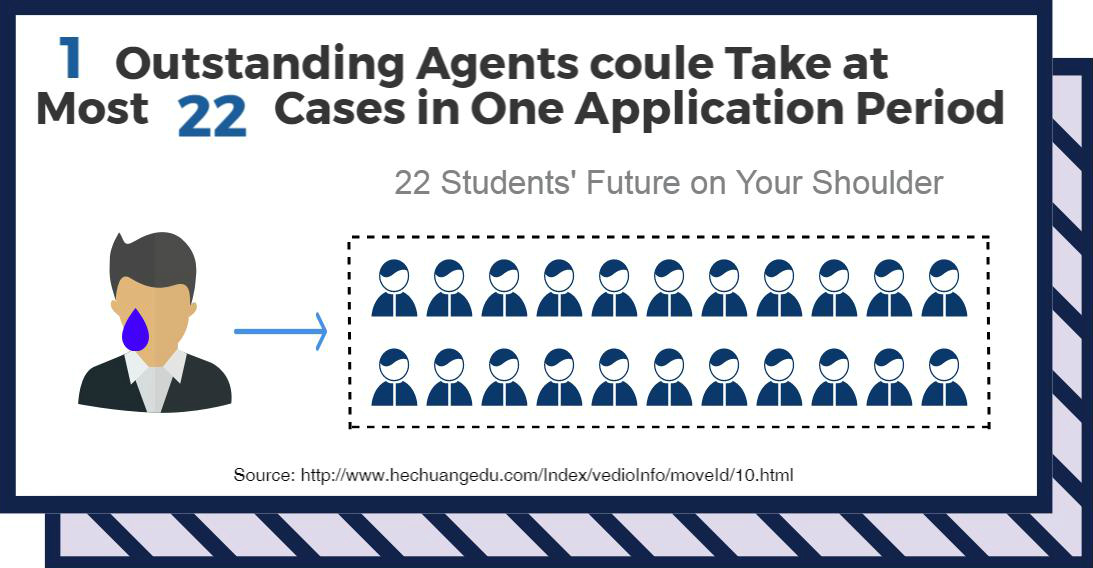 1 Outstanding Agents coule Take at
Most 22 Cases in One Application Period
22 Students' Future on Your Shoulder
Source: http://www.hechuangedu.com/Index/vedioInfo/moveId/10.html